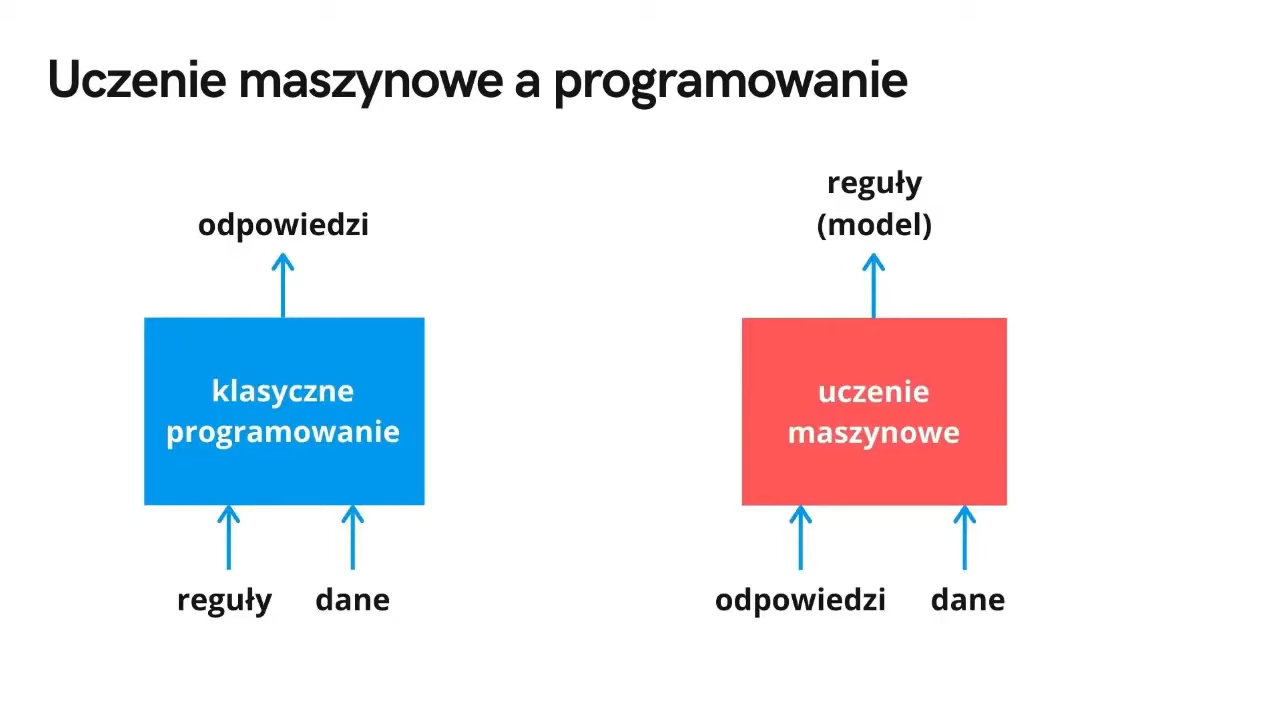 Uczenie maszynowe a programowanie
odpowiedzi
klasyczne
programowanie
reguły dane
reguły
(model)
uczenie
maszynowe
odpowiedzi dane